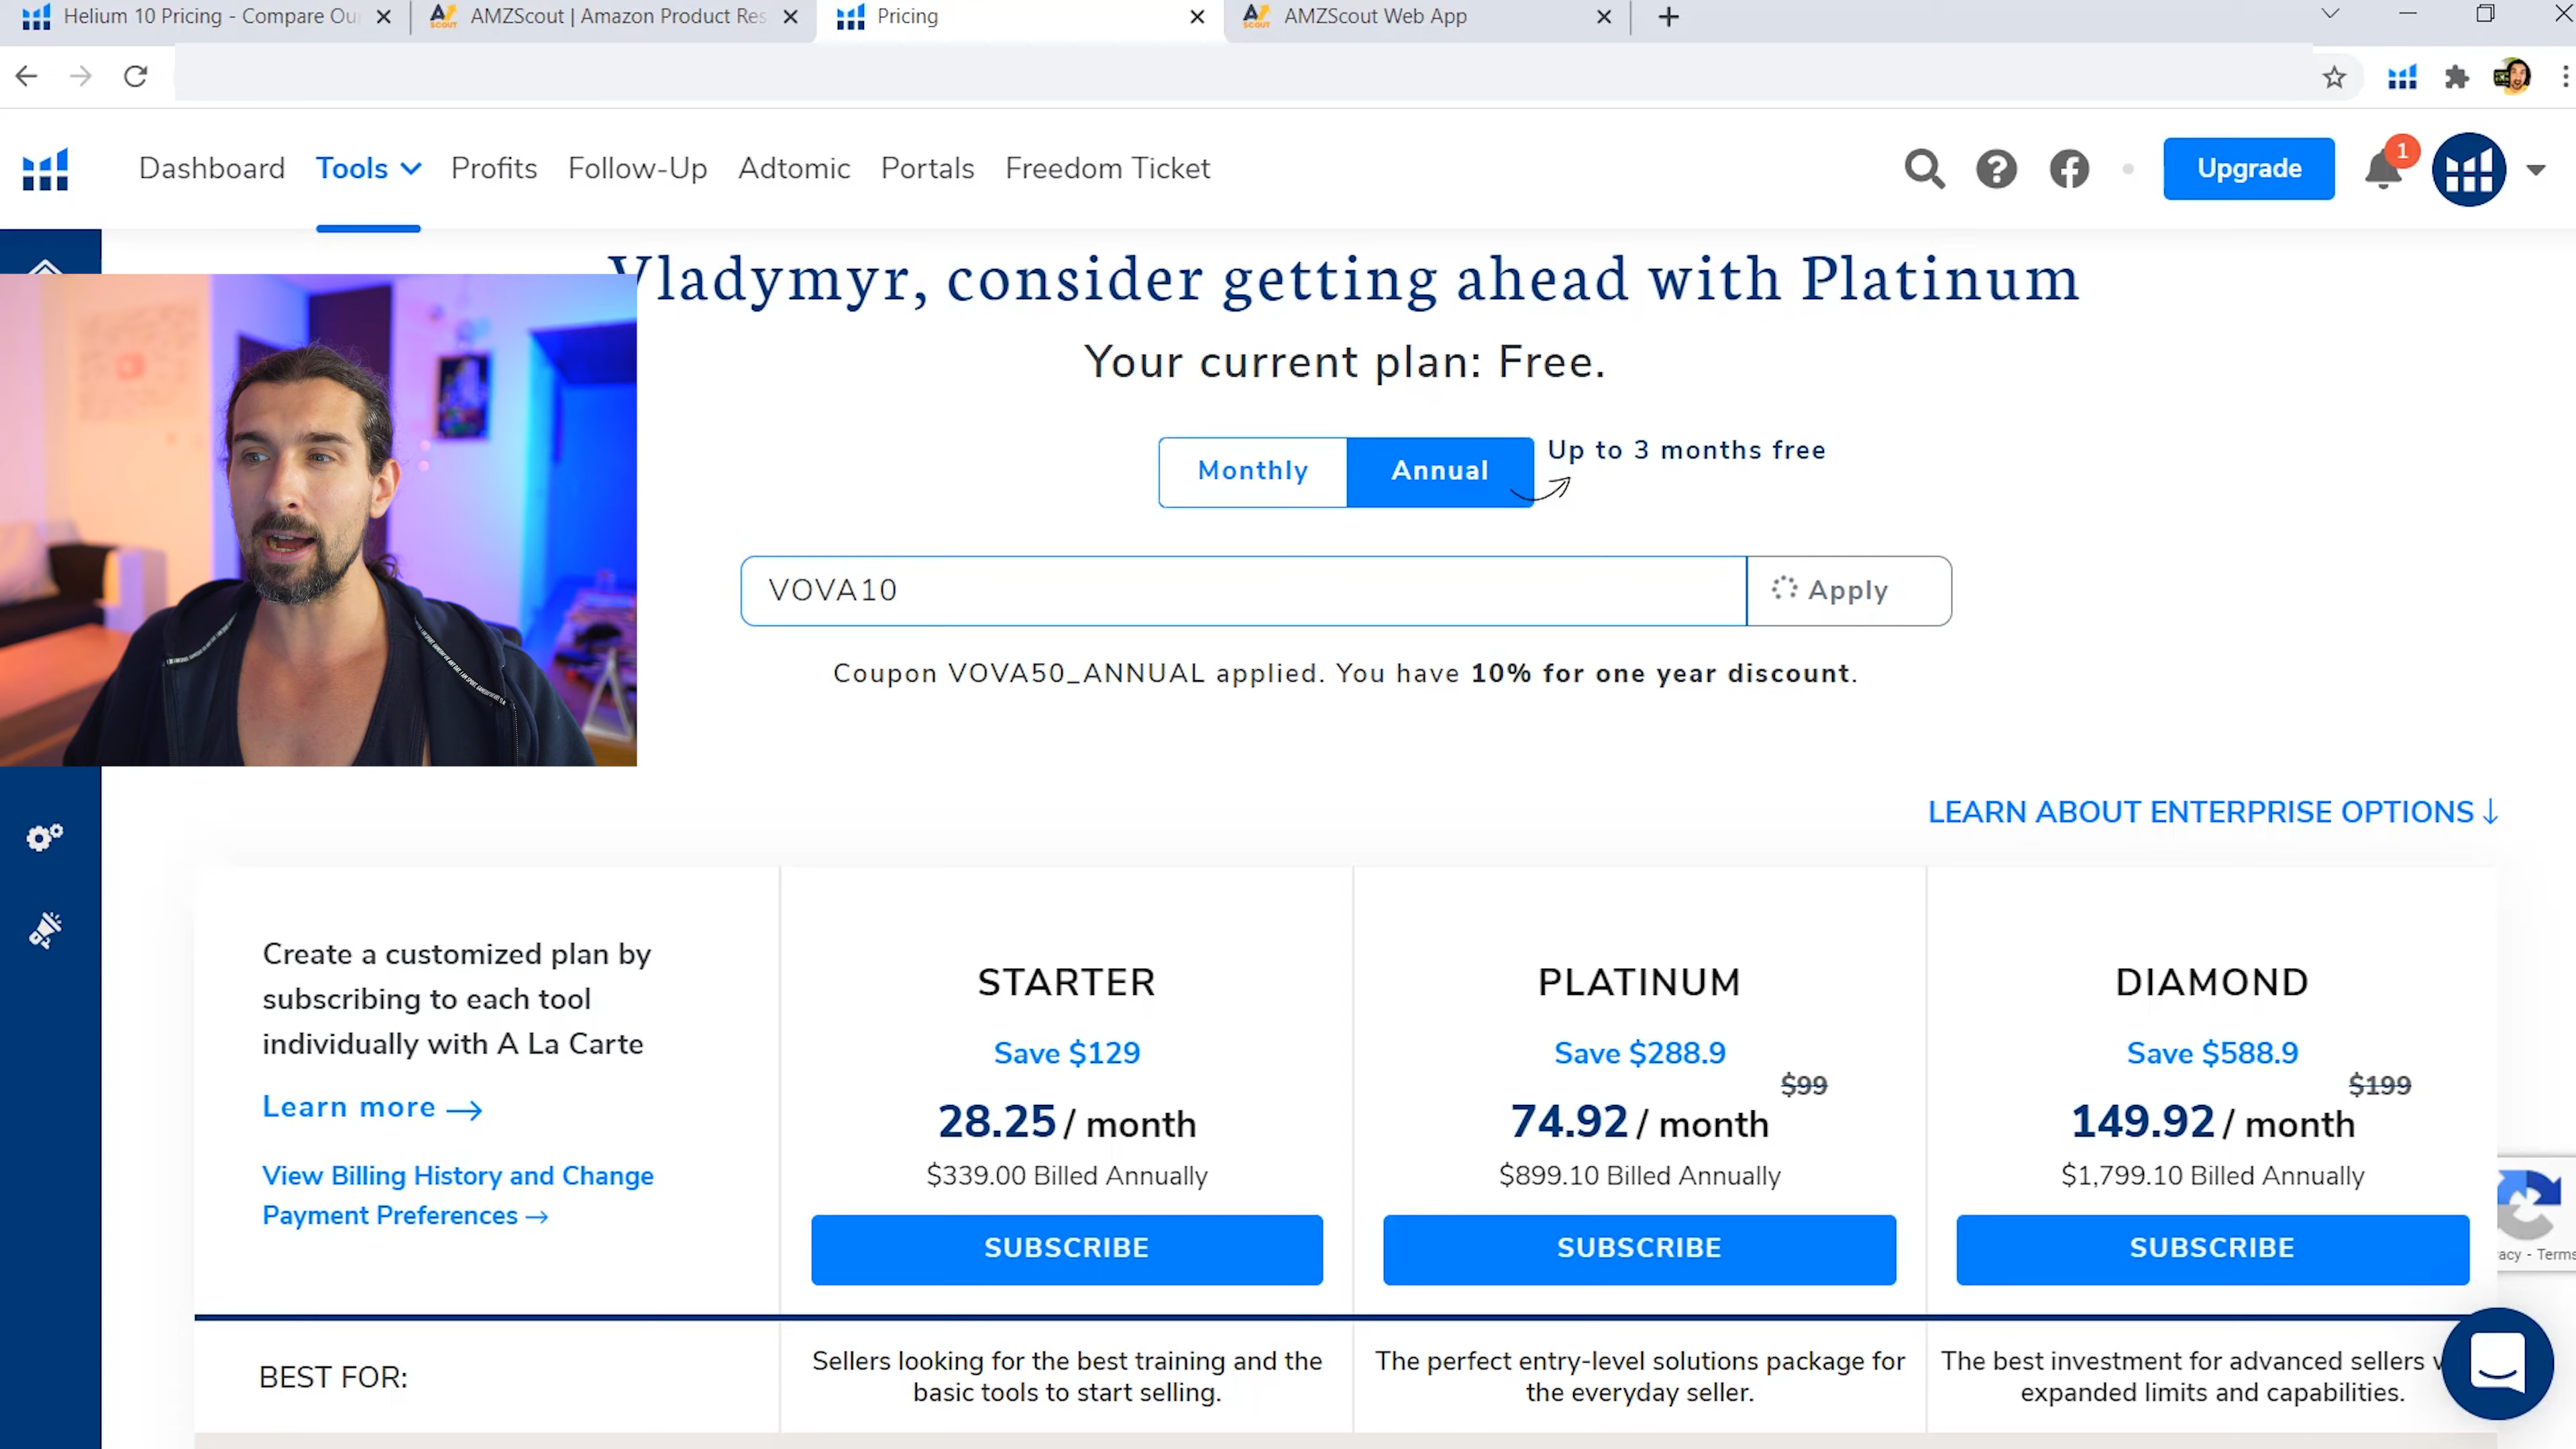 Helium 10 Pricing - Compare Ou
AMZScout | Amazon Product Res
Pricing
AMZScout Web App
Dashboard
Tools
Profits
Follow-Up
Adtomic
Portals
Freedom Ticket
Upgrade
1
Vladymyr, consider getting ahead with Platinum
Your current plan: Free.
Monthly
Annual
Up to 3 months free
VOVA10
Apply
Coupon VOVA50_ANNUAL applied. You have 10% for one year discount.
LEARN ABOUT ENTERPRISE OPTIONS ↓
Create a customized plan by
subscribing to each tool
individually with A La Carte
Learn more →
View Billing History and Change
Payment Preferences →
STARTER
Save $129
28.25 / month
$339.00 Billed Annually
SUBSCRIBE
PLATINUM
Save $288.9
$99
74.92 / month
$899.10 Billed Annually
SUBSCRIBE
DIAMOND
Save $588.9
$199
149.92 / month
$1,799.10 Billed Annually
SUBSCRIBE
acy - Terms
BEST FOR:
Sellers looking for the best training and the
basic tools to start selling.
The perfect entry-level solutions package for
the everyday seller.
The best investment for advanced sellers
expanded limits and capabilities.